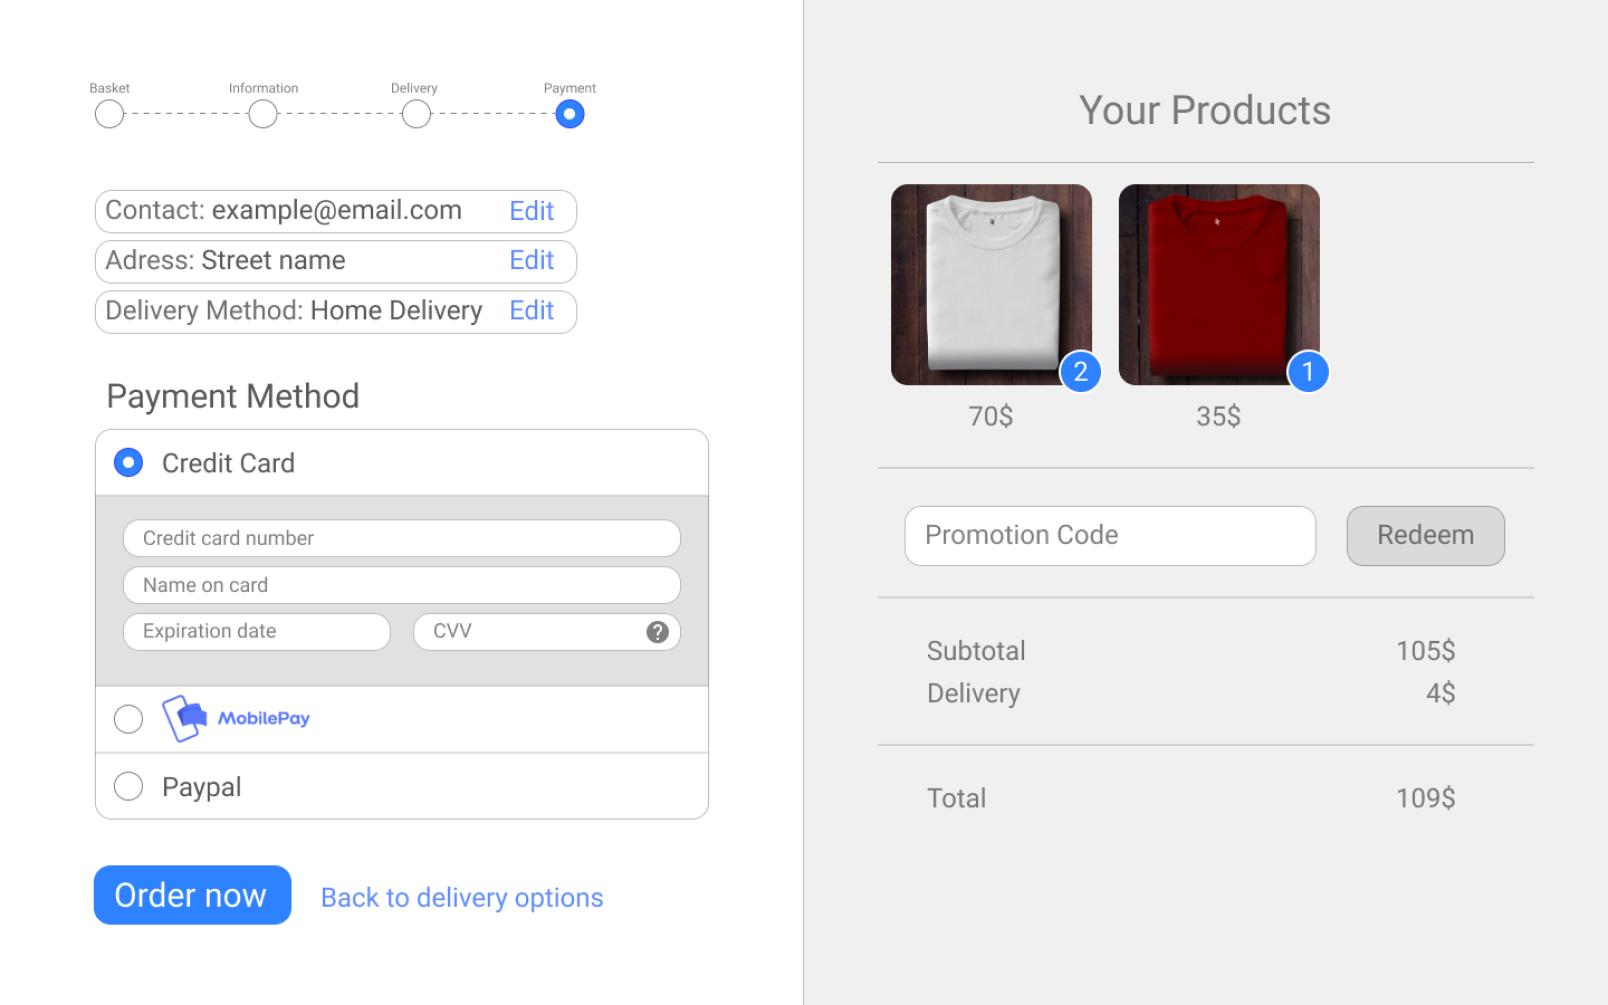 Basket Information Delivery Payment
Contact: example@email.com Edit
Adress: Street name Edit
Delivery Method: Home Delivery Edit
Payment Method
Credit Card
Credit card number
Name on card
Expiration date CVV ?
MobilePay
Paypal
Order now Back to delivery options
Your Products
2 1
70$ 35$
Promotion Code Redeem
Subtotal 105$
Delivery 4$
Total 109$